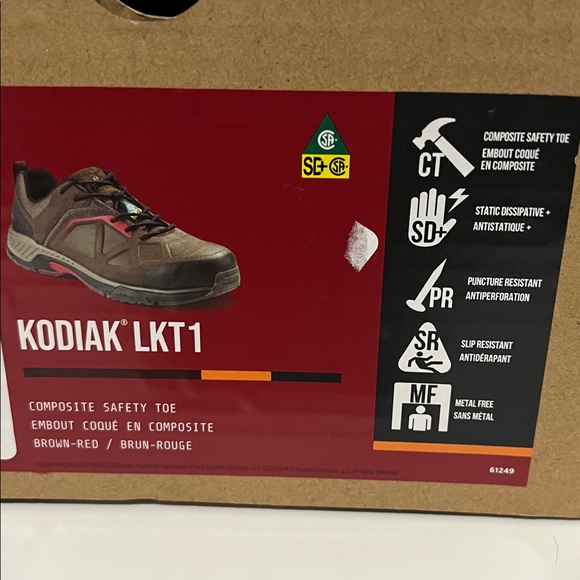 CSA
SD+ CSA
KODIAK® LKT1
COMPOSITE SAFETY TOE
EMBOUT COQUÉ EN COMPOSITE
BROWN-RED / BRUN-ROUGE
CT
COMPOSITE SAFETY TOE
EMBOUT COQUÉ
EN COMPOSITE
SD+
STATIC DISSIPATIVE +
ANTISTATIQUE +
PR
PUNCTURE RESISTANT
ANTIPERFORATION
SR
SLIP RESISTANT
ANTIDÉRAPANT
MF
METAL FREE
SANS MÉTAL
61249